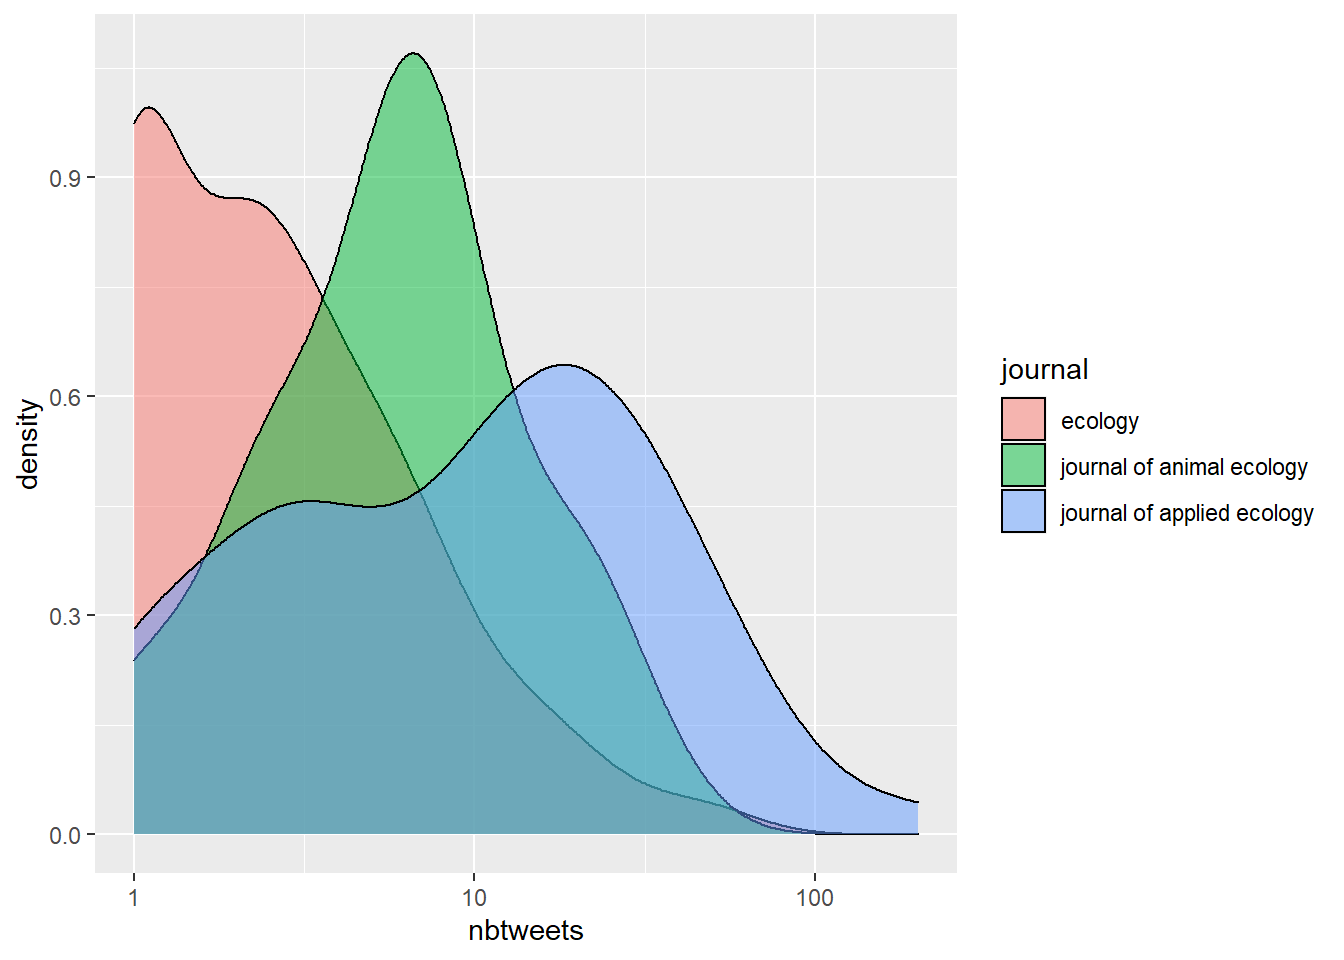 density
0.9
0.6
0.3
0.0
1
10
100
nbtweets
journal
ecology
journal of animal ecology
journal of applied ecology